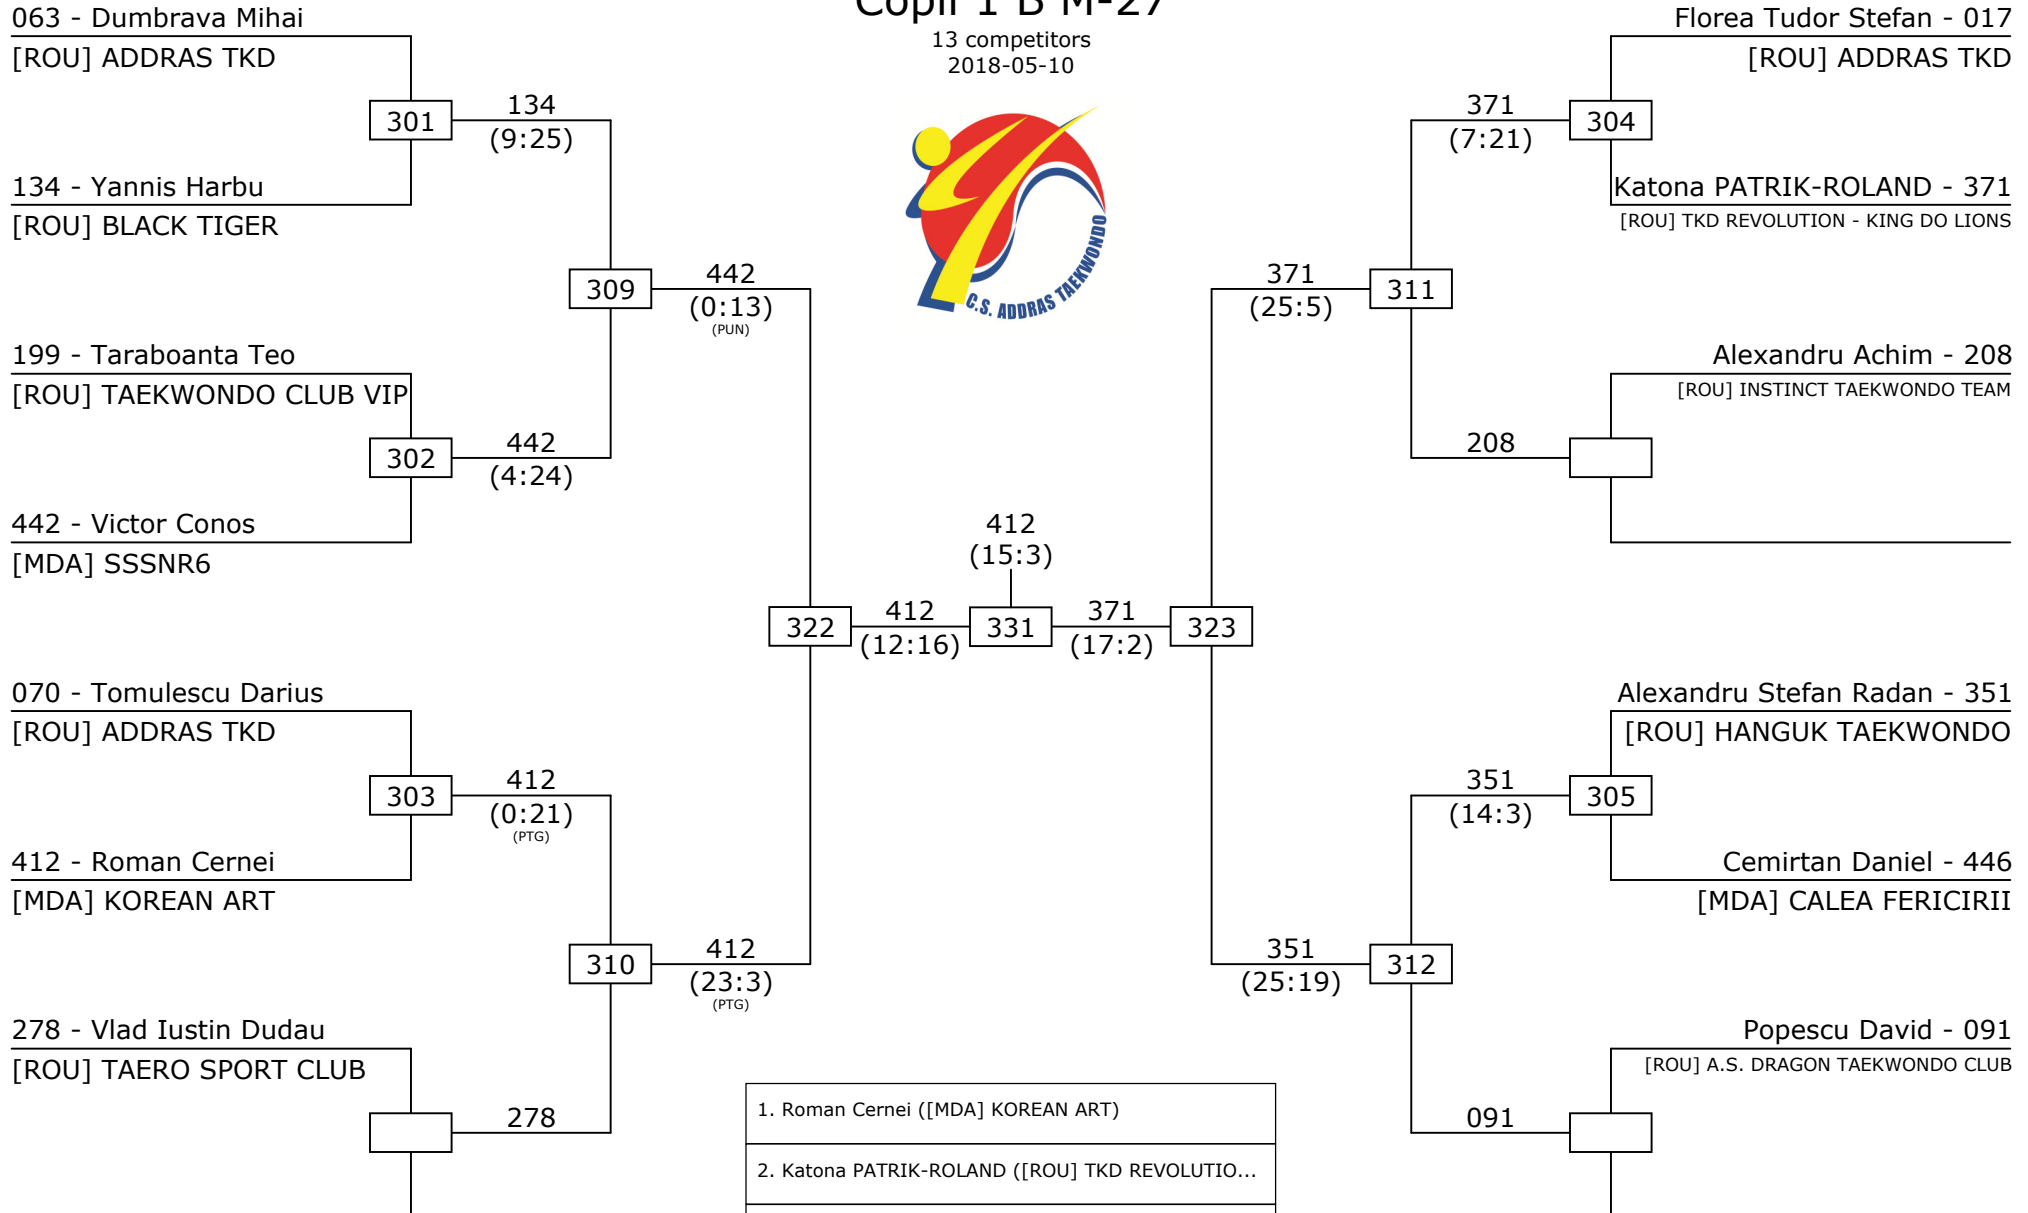 Copii 1 B M-27
13 competitors
2018-05-10
C.S. ADDRAS TAEKWONDO
063 - Dumbrava Mihai
[ROU] ADDRAS TKD
301
134
(9:25)
134 - Yannis Harbu
[ROU] BLACK TIGER
309
442
(0:13)
(PUN)
199 - Taraboanta Teo
[ROU] TAEKWONDO CLUB VIP
302
442
(4:24)
442 - Victor Conos
[MDA] SSSNR6
322
412
(12:16)
070 - Tomulescu Darius
[ROU] ADDRAS TKD
303
412
(0:21)
(PTG)
412 - Roman Cernei
[MDA] KOREAN ART
310
412
(23:3)
(PTG)
278 - Vlad Iustin Dudau
[ROU] TAERO SPORT CLUB
278
412
(15:3)
331
Florea Tudor Stefan - 017
[ROU] ADDRAS TKD
371
(7:21)
304
Katona PATRIK-ROLAND - 371
[ROU] TKD REVOLUTION - KING DO LIONS
371
(25:5)
311
Alexandru Achim - 208
[ROU] INSTINCT TAEKWONDO TEAM
208
371
(17:2)
323
Alexandru Stefan Radan - 351
[ROU] HANGUK TAEKWONDO
351
(14:3)
305
Cemirtan Daniel - 446
[MDA] CALEA FERICIRII
351
(25:19)
312
Popescu David - 091
[ROU] A.S. DRAGON TAEKWONDO CLUB
091
1. Roman Cernei ([MDA] KOREAN ART)
2. Katona PATRIK-ROLAND ([ROU] TKD REVOLUTIO...